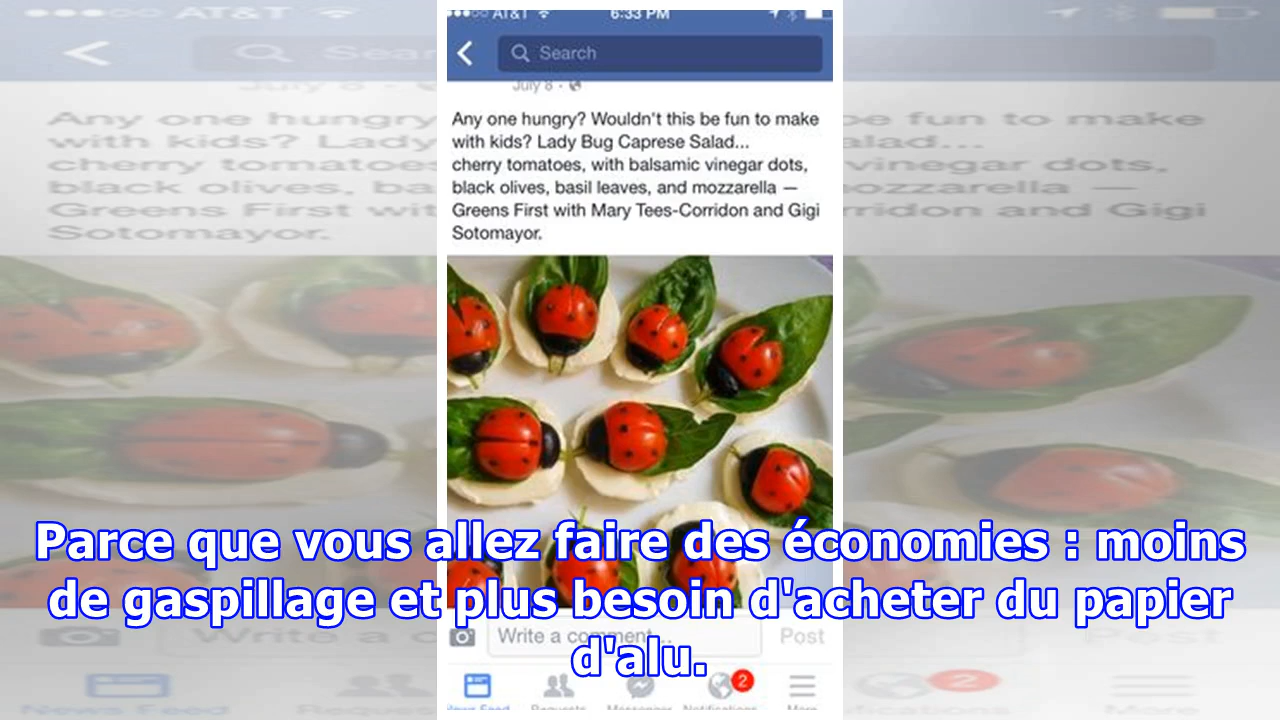 AT&T 6:33 PM
Search
July 8
Any one hungry? Wouldn't this be fun to make
with kids? Lady Bug Caprese Salad...
cherry tomatoes, with balsamic vinegar dots,
black olives, basil leaves, and mozzarella —
Greens First with Mary Tees-Corridon and Gigi
Sotomayor.
Parce que vous allez faire des économies : moins
de gaspillage et plus besoin d'acheter du papier
d'alu.
Write a comment... Post
2
News Feed Requests Messenger Notifications More